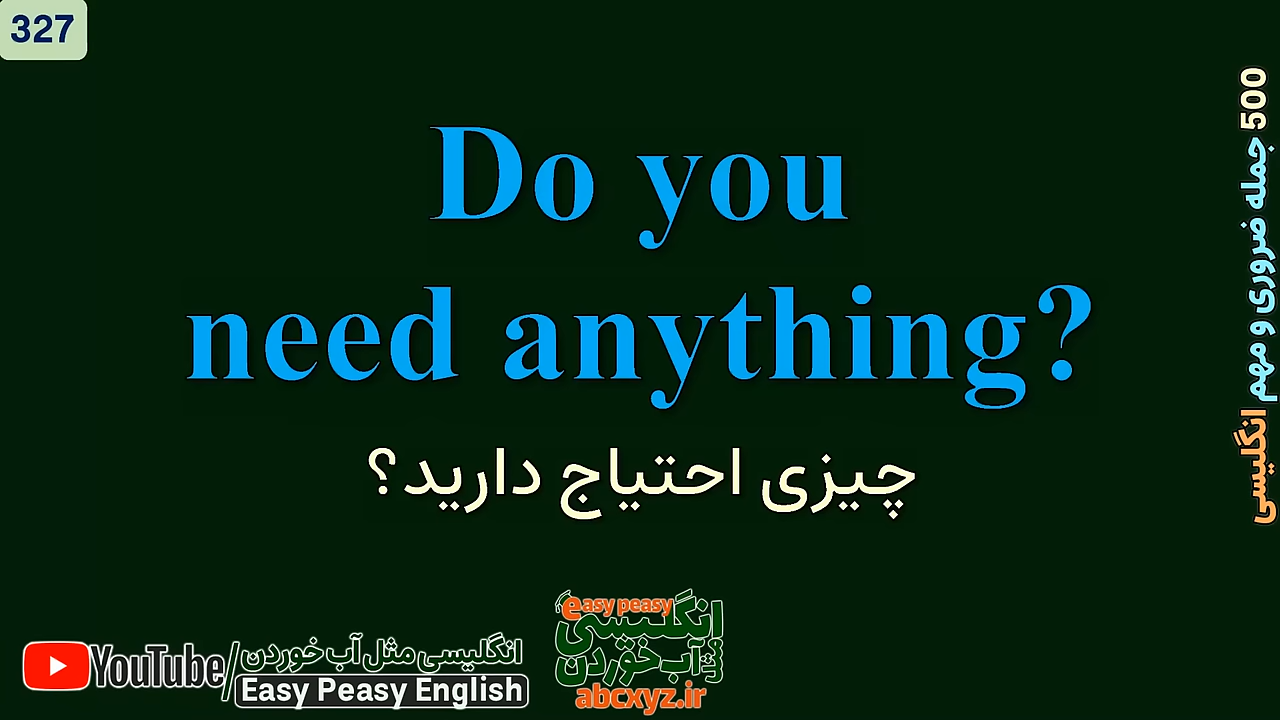 327
Do you
need anything?
چیزی احتیاج دارید؟
500 جمله ضروری و مهم انگلیسی
YouTube/انگلیسی مثل آب خوردن
Easy Peasy English
easy peasy
انگلیسی
مثل آب خوردن
abcxyz.ir